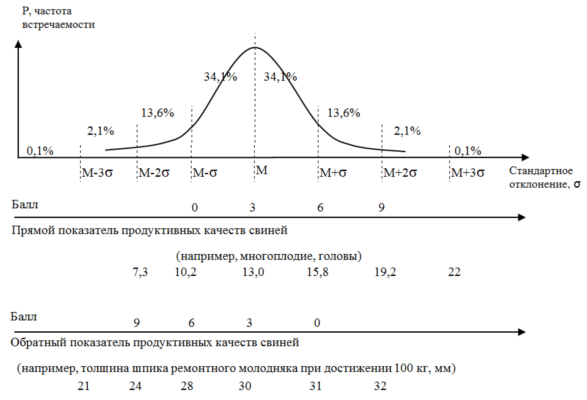 P, частота
встречаемости
34,1% 34,1%
13,6% 13,6%
2,1% 2,1%
0,1% 0,1%
M-3σ M-2σ M-σ M M+σ M+2σ M+3σ
Стандартное
отклонение, σ
Балл 0 3 6 9
Прямой показатель продуктивных качеств свиней
(например, многоплодие, головы)
7,3 10,2 13,0 15,8 19,2 22
Балл 9 6 3 0
Обратный показатель продуктивных качеств свиней
(например, толщина шпика ремонтного молодняка при достижении 100 кг, мм)
21 24 28 30 31 32